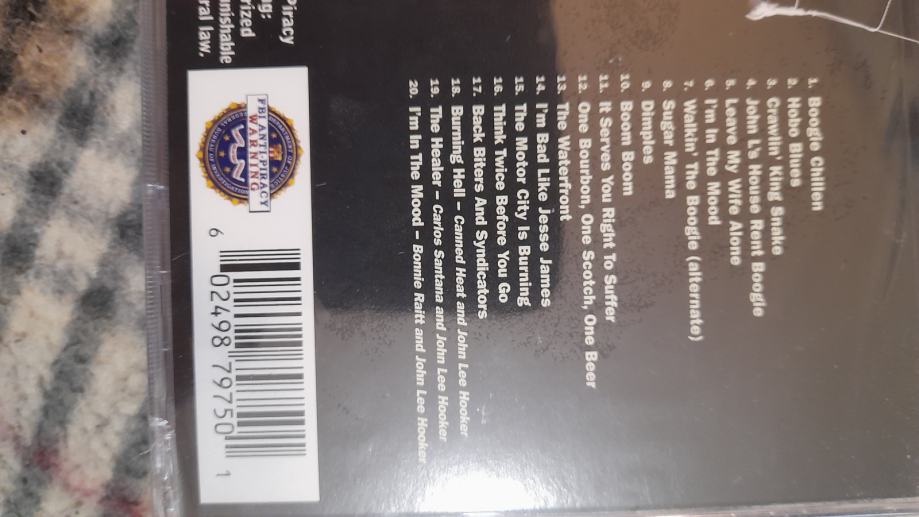 1. Boogie Chillen
2. Hobo Blues
3. Crawlin' King Snake
4. John L's House Rent Boogie
5. Leave My Wife Alone
6. I'm In The Mood
7. Walkin' The Boogie (alternate)
8. Sugar Mama
9. Dimples
10. Boom Boom
11. It Serves You Right To Suffer
12. One Bourbon, One Scotch, One Beer
13. The Waterfront
14. I'm Bad Like Jesse James
15. The Motor City Is Burning
16. Think Twice Before You Go
17. Back Biters And Syndicators
18. Burning Hell – Canned Heat and John Lee Hooker
19. The Healer – Carlos Santana and John Lee Hooker
20. I'm In The Mood – Bonnie Raitt and John Lee Hooker
Piracy
ng:
rized
nishable
ral law.
FBI ANTI-PIRACY
WARNING
6 02498 79750 1